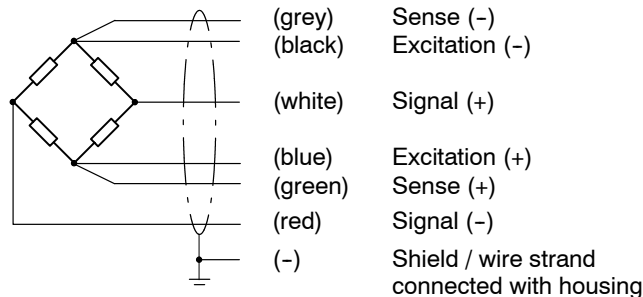 (grey) Sense (-)
(black) Excitation (-)
(white) Signal (+)
(blue) Excitation (+)
(green) Sense (+)
(red) Signal (-)
(-) Shield / wire strand
connected with housing